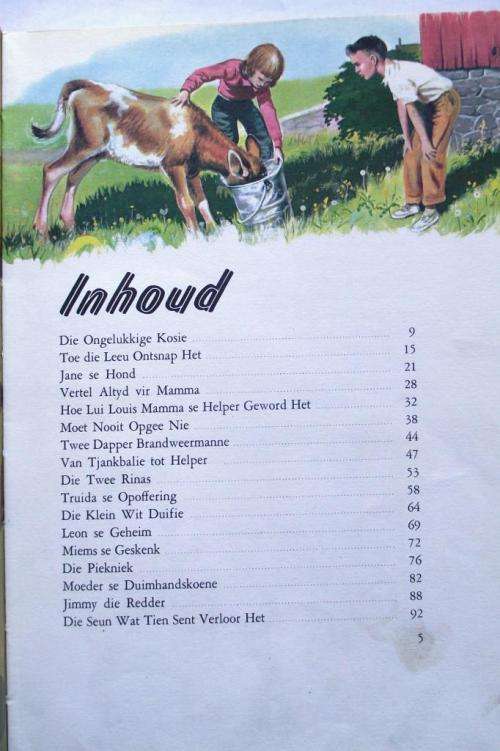 Inhoud
Die Ongelukkige Kosie 9
Toe die Leeu Ontsnap Het 15
Jane se Hond 21
Vertel Altyd vir Mamma 28
Hoe Lui Louis Mamma se Helper Geword Het 32
Moet Nooit Opgee Nie 38
Twee Dapper Brandweermanne 44
Van Tjankbalie tot Helper 47
Die Twee Rinas 53
Truida se Opoffering 58
Die Klein Wit Duifie 64
Leon se Geheim 69
Miems se Geskenk 72
Die Piekniek 76
Moeder se Duimhandskoene 82
Jimmy die Redder 88
Die Seun Wat Tien Sent Verloor Het 92
5